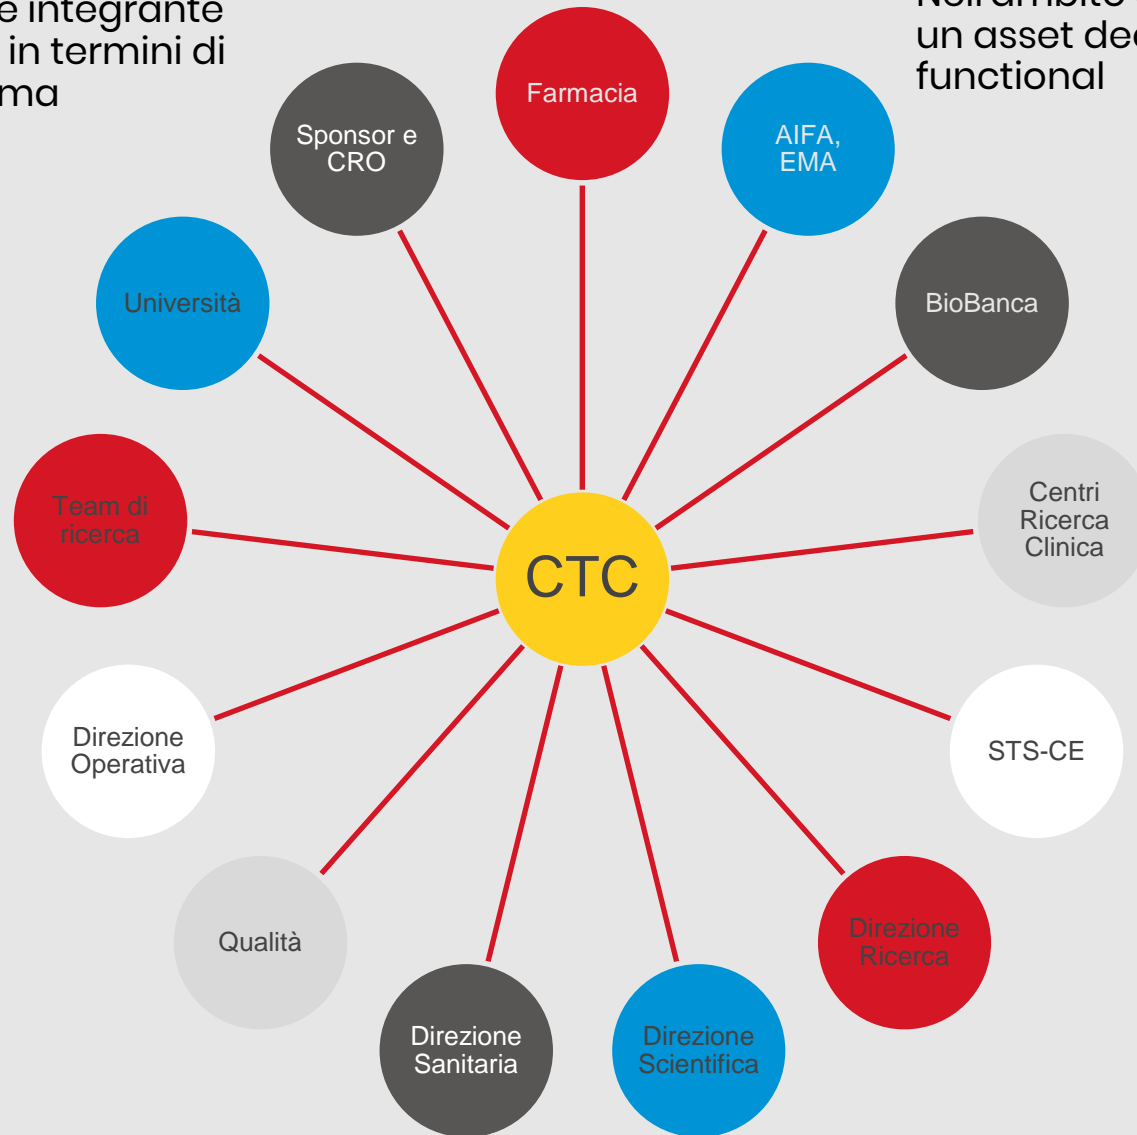 e integrante
in termini di
ma
un asset
functional
Farmacia
AIFA,
EMA
BioBanca
Centri
Ricerca
Clinica
STS-CE
Direzione
Ricerca
Direzione
Scientifica
Direzione
Sanitaria
Qualità
Direzione
Operativa
Team di
ricerca
Università
Sponsor e
CRO
CTC